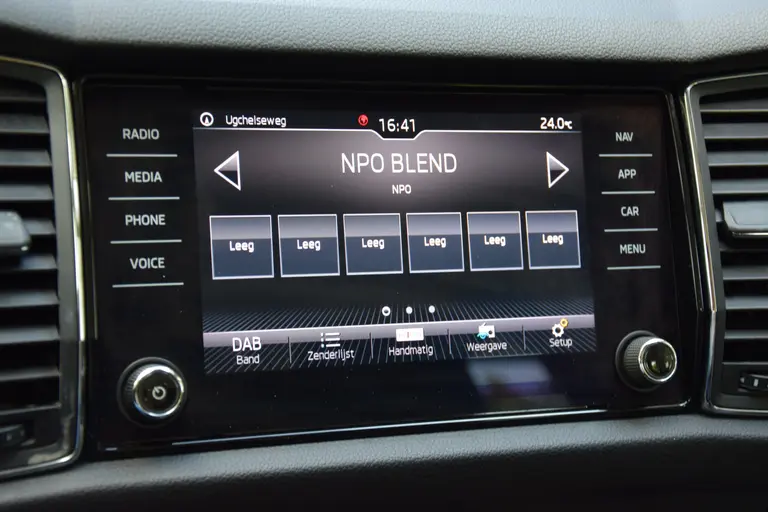 RADIO
MEDIA
PHONE
VOICE
Ugchelseweg 16:41 24.0°C
NPO BLEND
NPO
Leeg Leeg Leeg Leeg Leeg Leeg
DAB Band
Zenderlijst
Handmatig
Weergave
Setup
NAV
APP
CAR
MENU